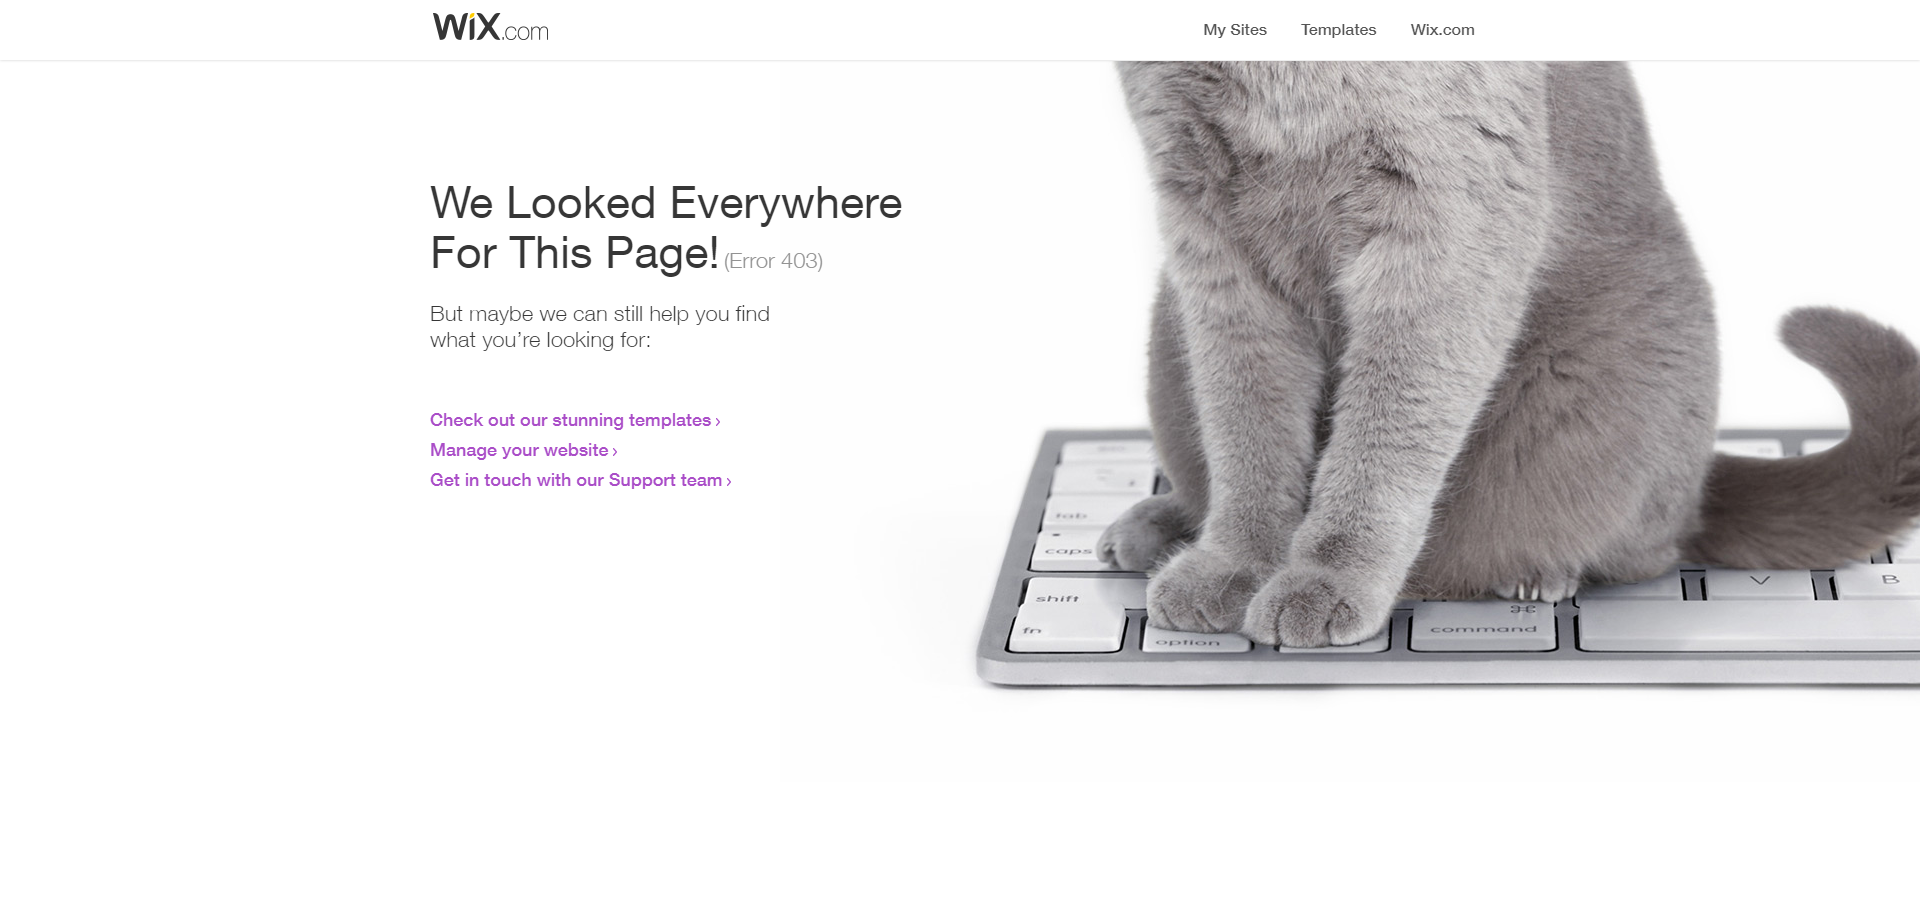 WiX.com
My Sites
Templates
Wix.com
We Looked Everywhere
For This Page! (Error 403)
But maybe we can still help you find
what you’re looking for:
Check out our stunning templates ›
Manage your website ›
Get in touch with our Support team ›
tab
caps
shift
fn
option
⌘
command
V
B